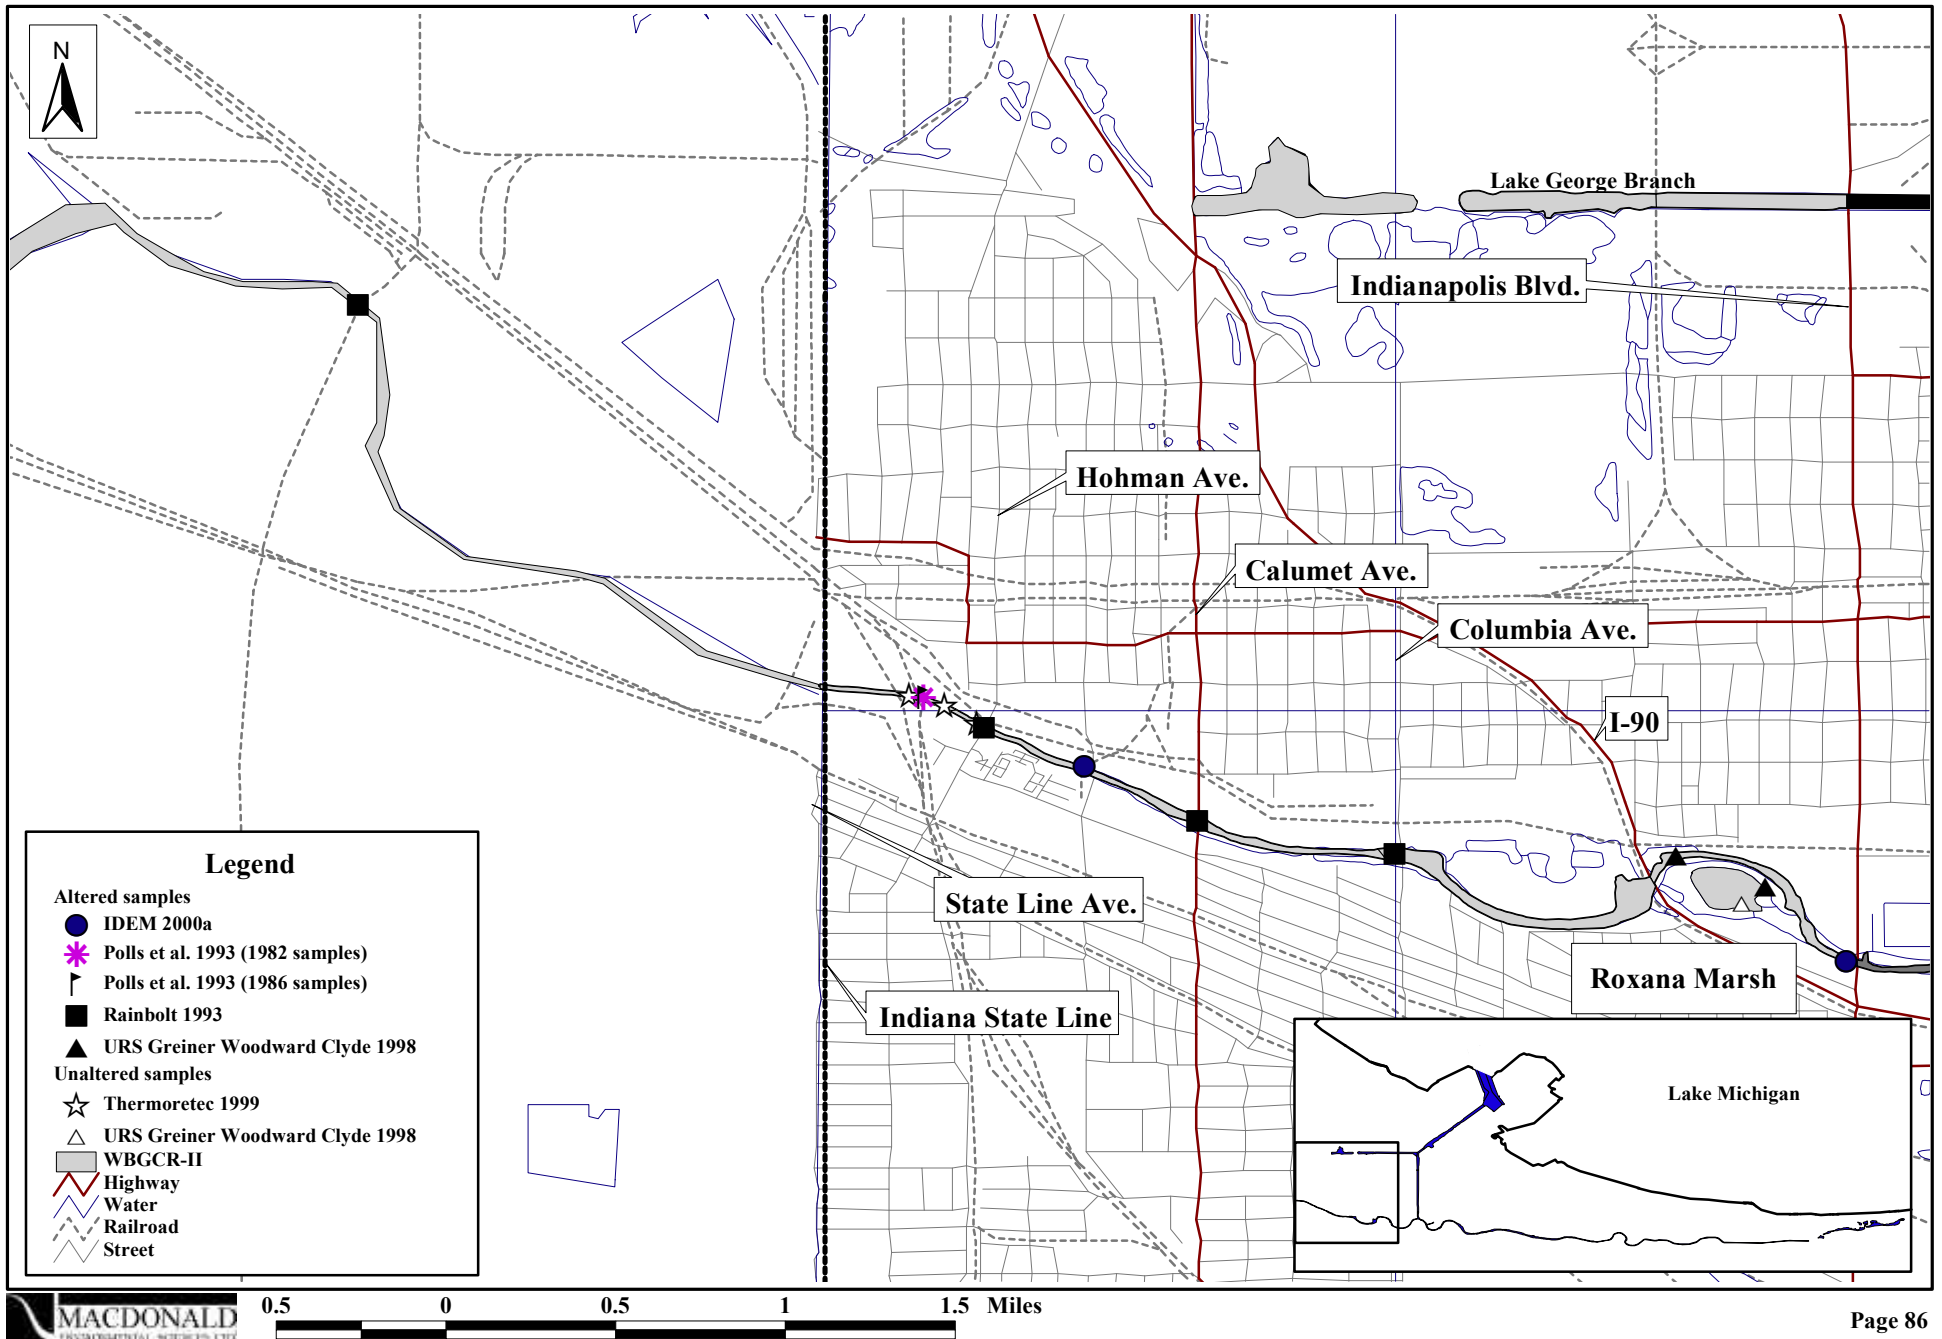 N
Lake George Branch
Indianapolis Blvd.
Hohman Ave.
Calumet Ave.
Columbia Ave.
I-90
State Line Ave.
Roxana Marsh
Indiana State Line
Legend
Altered samples
IDEM 2000a
Polls et al. 1993 (1982 samples)
Polls et al. 1993 (1986 samples)
Rainbolt 1993
URS Greiner Woodward Clyde 1998
Unaltered samples
Thermoretec 1999
URS Greiner Woodward Clyde 1998
WBGCR-II
Highway
Water
Railroad
Street
Lake Michigan
MACDONALD
ENVIRONMENTAL SCIENCES LTD
0.5 0 0.5 1 1.5 Miles
Page 86